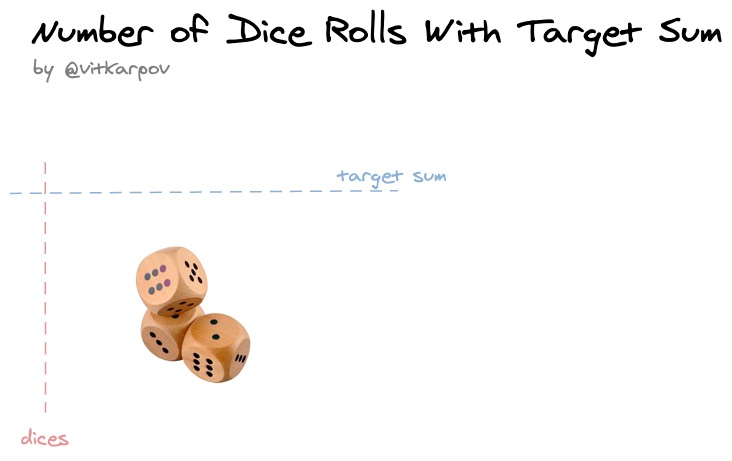 Number of Dice Rolls With Target Sum
by @vitkarpov
target sum
dices